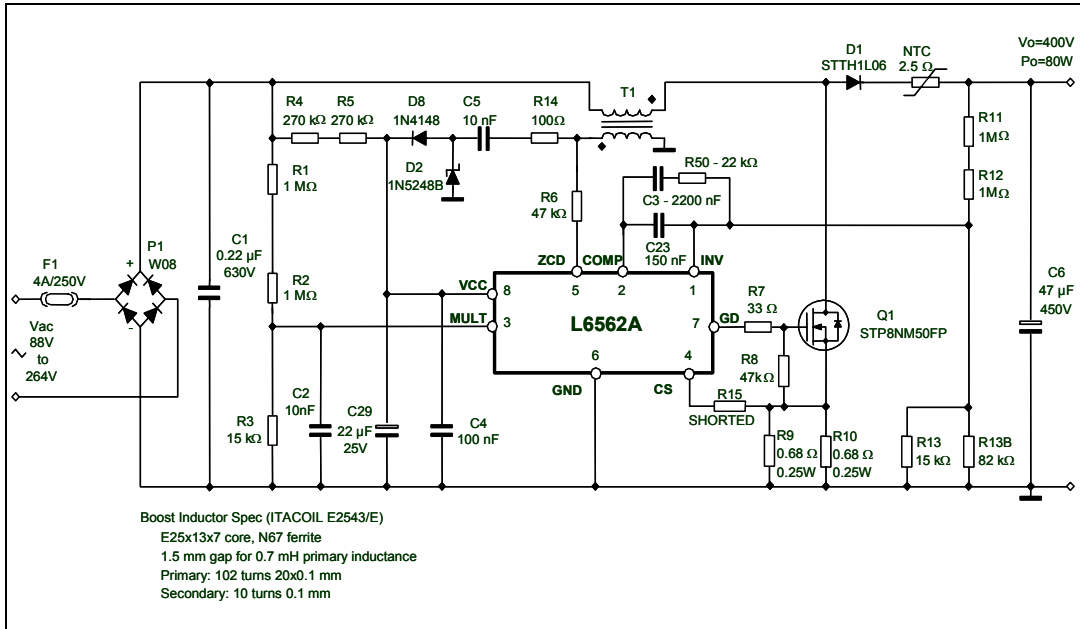 Vo=400V
Po=80W
D1
STTH1L06
NTC
2.5 Ω
T1
R4
270 kΩ
R5
270 kΩ
D8
1N4148
C5
10 nF
R14
100Ω
R11
1MΩ
R12
1MΩ
R1
1 MΩ
D2
1N5248B
R50 - 22 kΩ
C3 - 2200 nF
R6
47 kΩ
C23
150 nF
F1
4A/250V
P1
W08
+
-
C1
0.22 µF
630V
R2
1 MΩ
ZCD
COMP
INV
5
2
1
VCC
8
MULT
3
L6562A
7
GD
R7
33 Ω
Q1
STP8NM50FP
C6
47 µF
450V
Vac
88V
to
264V
6
GND
4
CS
R8
47kΩ
R15
SHORTED
R3
15 kΩ
C2
10nF
C29
22 µF
25V
C4
100 nF
R9
0.68 Ω
0.25W
R10
0.68 Ω
0.25W
R13
15 kΩ
R13B
82 kΩ
Boost Inductor Spec (ITACOIL E2543/E)
E25x13x7 core, N67 ferrite
1.5 mm gap for 0.7 mH primary inductance
Primary: 102 turns 20x0.1 mm
Secondary: 10 turns 0.1 mm